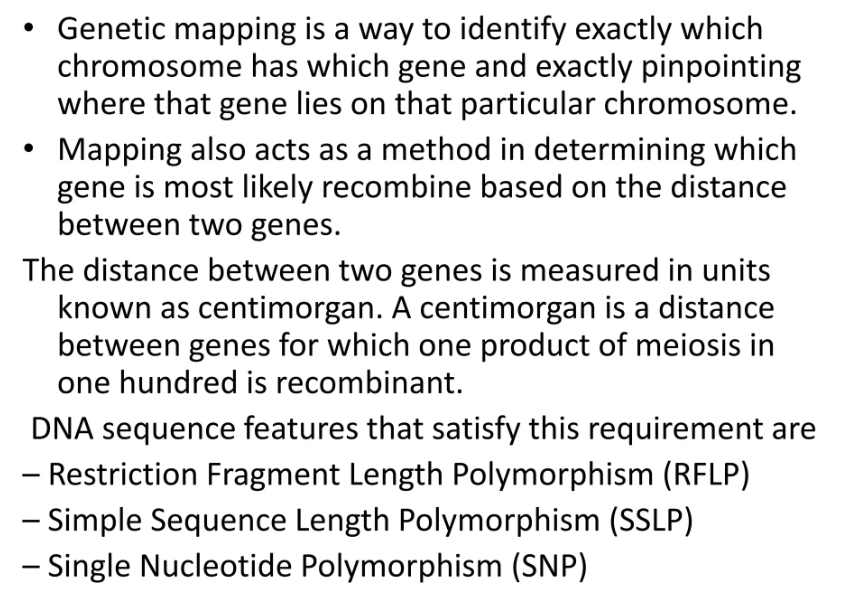 • Genetic mapping is a way to identify exactly which
chromosome has which gene and exactly pinpointing
where that gene lies on that particular chromosome.
• Mapping also acts as a method in determining which
gene is most likely recombine based on the distance
between two genes.
The distance between two genes is measured in units
known as centimorgan. A centimorgan is a distance
between genes for which one product of meiosis in
one hundred is recombinant.
DNA sequence features that satisfy this requirement are
– Restriction Fragment Length Polymorphism (RFLP)
– Simple Sequence Length Polymorphism (SSLP)
– Single Nucleotide Polymorphism (SNP)